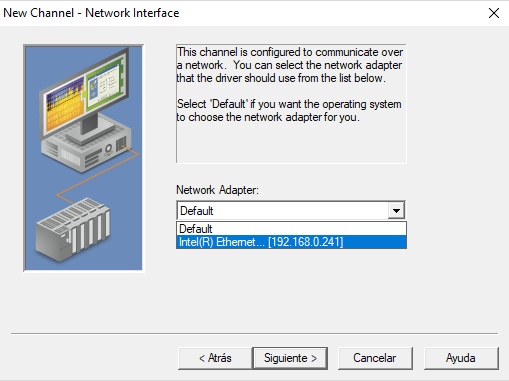 New Channel - Network Interface
This channel is configured to communicate over
a network.  You can select the network adapter
that the driver should use from the list below.
Select 'Default' if you want the operating system
to choose the network adapter for you.
Network Adapter:
Default
Default
Intel(R) Ethernet... [192.168.0.241]
< Atrás
Siguiente >
Cancelar
Ayuda